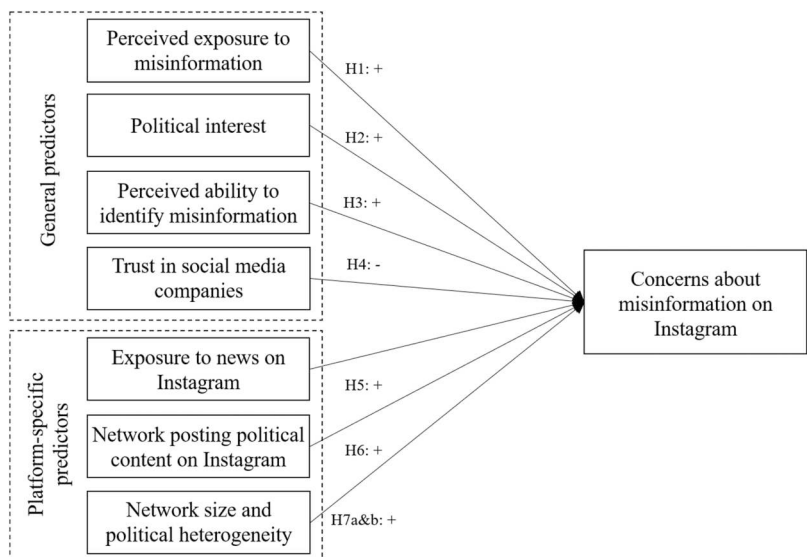 General predictors
Perceived exposure to
misinformation
H1: +
Political interest
H2: +
Perceived ability to
identify misinformation
H3: +
Trust in social media
companies
H4: -
Platform-specific
predictors
Exposure to news on
Instagram
H5: +
Network posting political
content on Instagram
H6: +
Network size and
political heterogeneity
H7a&b: +
Concerns about
misinformation on
Instagram